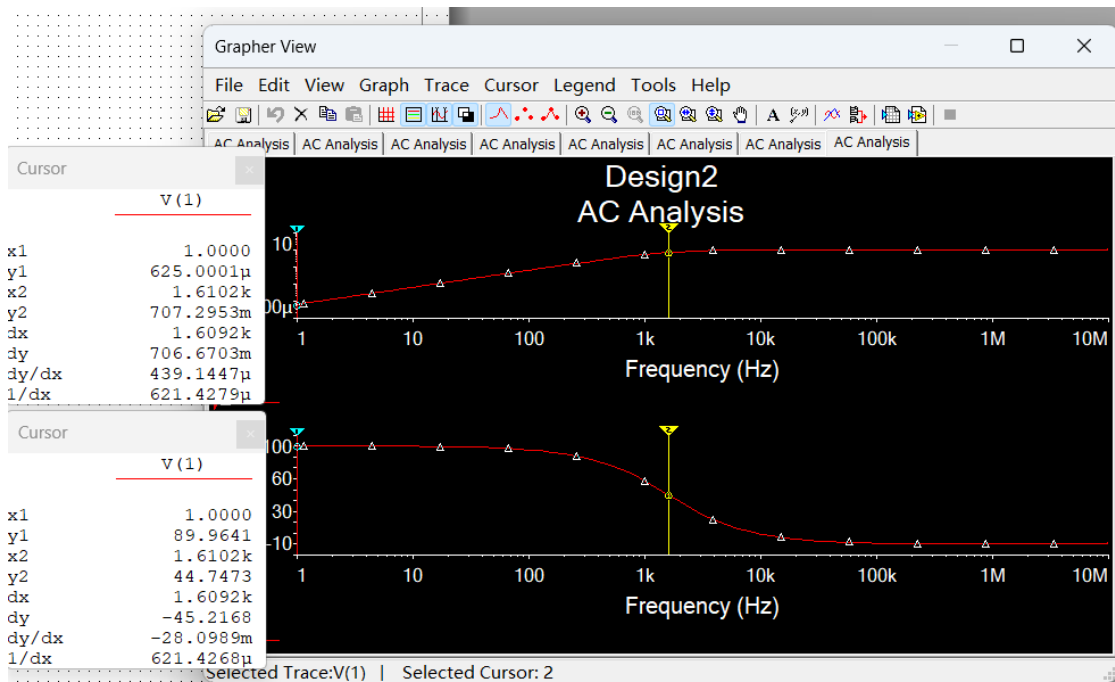 Grapher View
File Edit View Graph Trace Cursor Legend Tools Help
A
AC Analysis AC Analysis AC Analysis AC Analysis AC Analysis AC Analysis AC Analysis AC Analysis
Cursor
V(1)
x1 1.0000
y1 625.0001µ
x2 1.6102k
y2 707.2953m
dx 1.6092k
dy 706.6703m
dy/dx 439.1447µ
1/dx 621.4279µ
Design2
AC Analysis
1 2
10
00µ
1 10 100 1k 10k 100k 1M 10M
Frequency (Hz)
Cursor
V(1)
x1 1.0000
y1 89.9641
x2 1.6102k
y2 44.7473
dx 1.6092k
dy -45.2168
dy/dx -28.0989m
1/dx 621.4268µ
1 2
100
60
30
-10
1 10 100 1k 10k 100k 1M 10M
Frequency (Hz)
Selected Trace:V(1) | Selected Cursor: 2